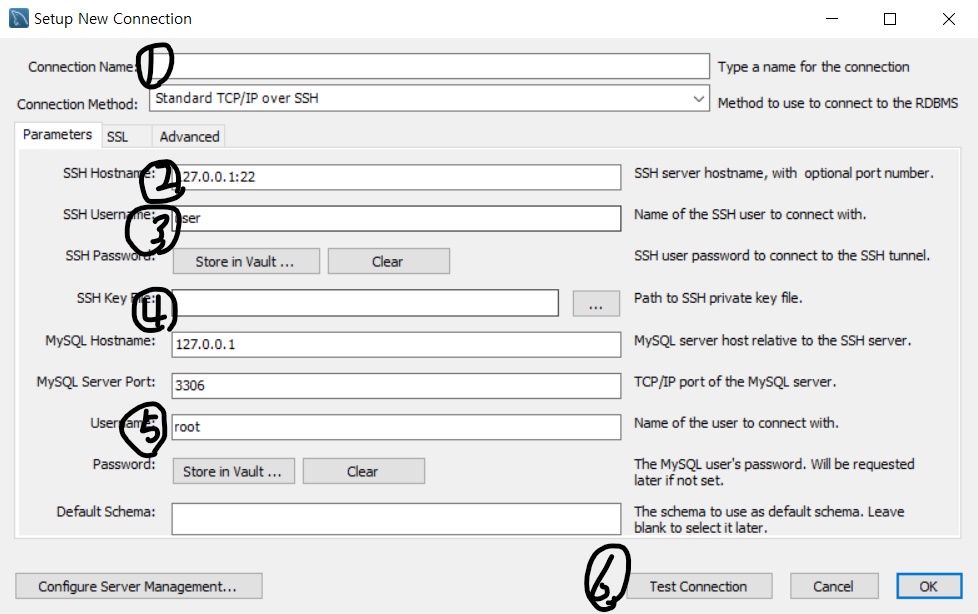 Setup New Connection
Connection Name: 1 Type a name for the connection
Connection Method: Standard TCP/IP over SSH Method to use to connect to the RDBMS
Parameters SSL Advanced
SSH Hostname: 2 127.0.0.1:22 SSH server hostname, with optional port number.
SSH Username: 3 user Name of the SSH user to connect with.
SSH Password: Store in Vault ... Clear SSH user password to connect to the SSH tunnel.
SSH Key File: 4 ... Path to SSH private key file.
MySQL Hostname: 127.0.0.1 MySQL server host relative to the SSH server.
MySQL Server Port: 3306 TCP/IP port of the MySQL server.
Username: 5 root Name of the user to connect with.
Password: Store in Vault ... Clear The MySQL user's password. Will be requested
later if not set.
Default Schema: The schema to use as default schema. Leave
blank to select it later.
Configure Server Management... 6 Test Connection Cancel OK